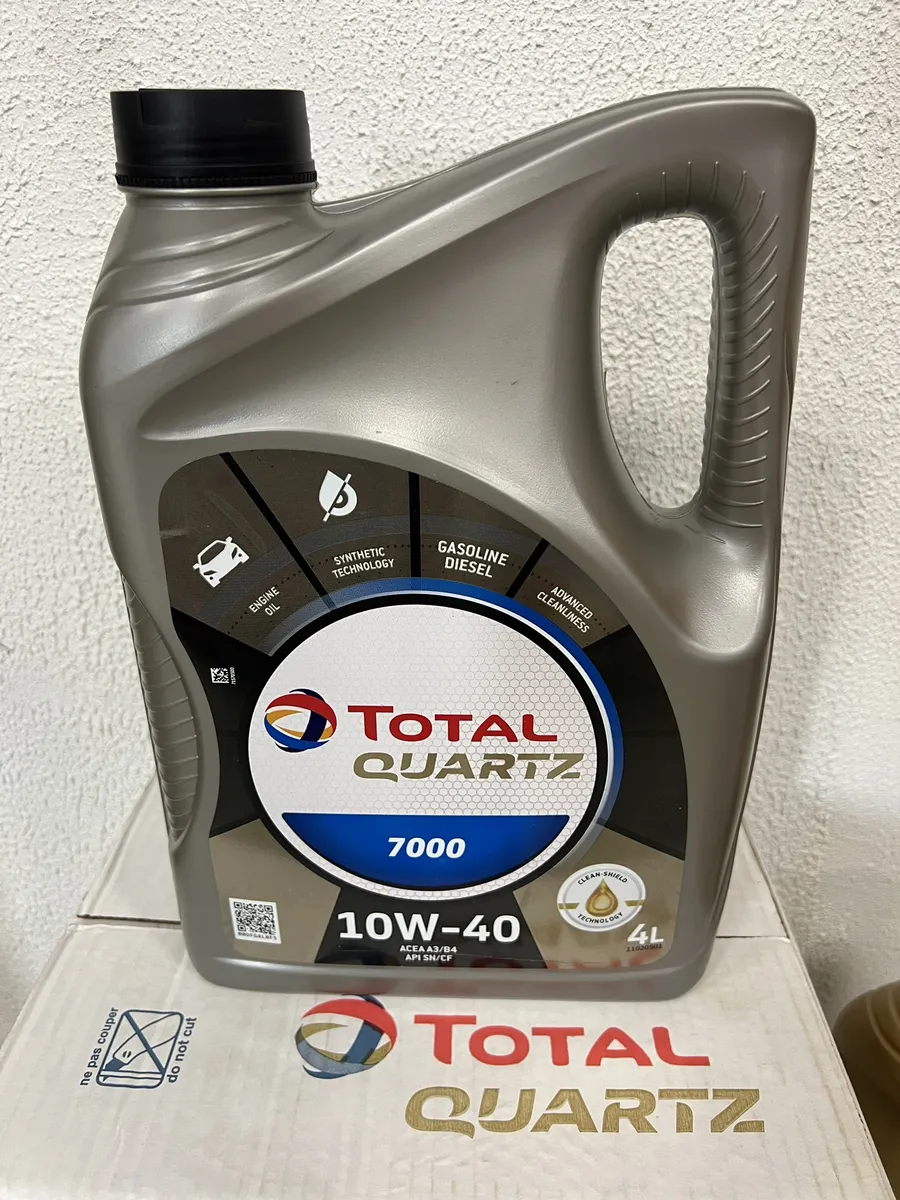 SYNTHETIC
TECHNOLOGY
GASOLINE
DIESEL
ENGINE
OIL
ADVANCED
CLEANLINESS
TOTAL
QUARTZ
7000
CLEAN-SHIELD
TECHNOLOGY
10W-40
ACEA A3/B4
API SN/CF
4L
ne pas couper
do not cut
TOTAL
QUARTZ